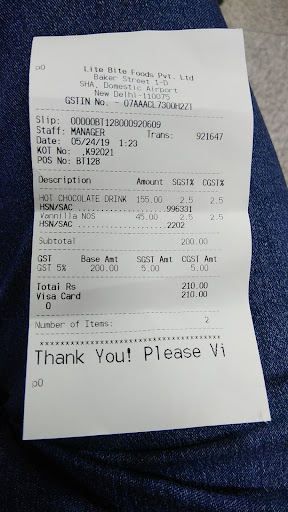 p0
Lite Bite Foods Pvt. Ltd
Baker Street 1-D
SHA, Domestic Airport
New Delhi-110075
GSTIN No. - 07AAACL7300H2ZI
Slip: 00000BT128000920609
Staff: MANAGER Trans: 921647
Date: 05/24/19 1:23
KOT No: ,K92021
POS No: BT128
Description Amount SGST% CGST%
HOT CHOCOLATE DRINK 155.00 2.5 2.5
HSN/SAC ................996331
Vannilla NOS 45.00 2.5 2.5
HSN/SAC ................2202
Subtotal 200.00
GST Base Amt SGST Amt CGST Amt
GST 5% 200.00 5.00 5.00
Total Rs 210.00
Visa Card 210.00
0
Number of Items: 2
****************************************
Thank You! Please Vi
p0